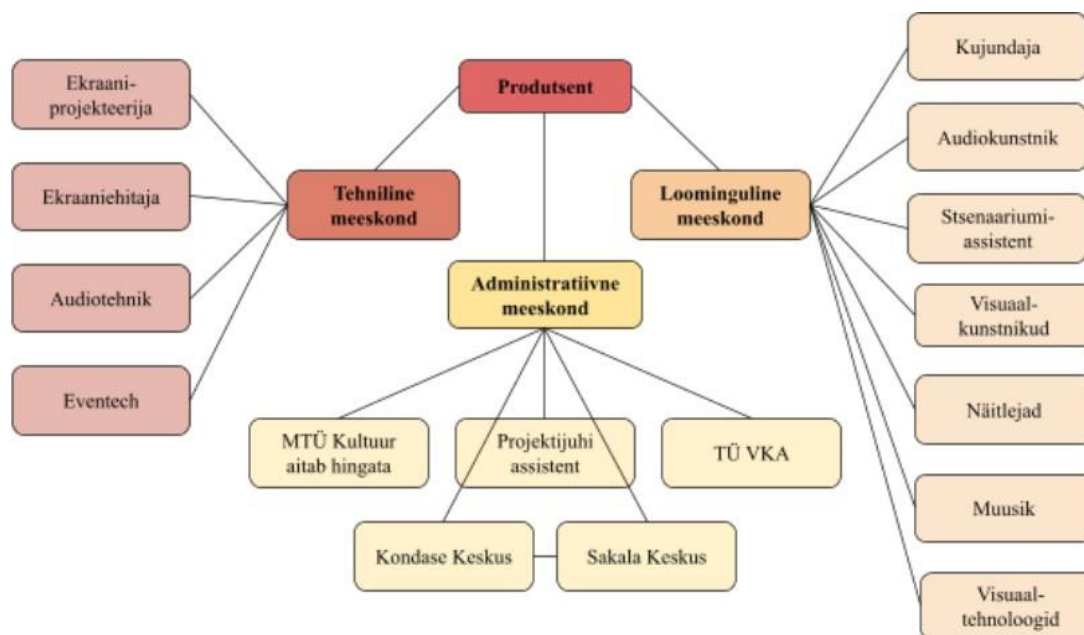 Produtsent
Tehniline
meeskond
Loominguline
meeskond
Administratiivne
meeskond
Ekraani-
projekteerija
Ekraaniehitaja
Audiotehnik
Eventech
MTÜ Kultuur
aitab hingata
Projektijuhi
assistent
TÜ VKA
Kondase Keskus
Sakala Keskus
Kujundaja
Audiokunstnik
Stsenaariumi-
assistent
Visuaal-
kunstnikud
Näitlejad
Muusik
Visuaal-
tehnoloogid